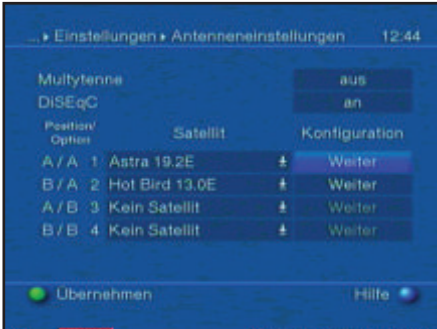 ...▸ Einstellungen ▸ Antenneneinstellungen 12:44
Multytenne aus
DiSEqC an
Position/
Option Satellit Konfiguration
A / A 1 Astra 19.2E Weiter
B / A 2 Hot Bird 13.0E Weiter
A / B 3 Kein Satellit Weiter
B / B 4 Kein Satellit Weiter
Übernehmen Hilfe